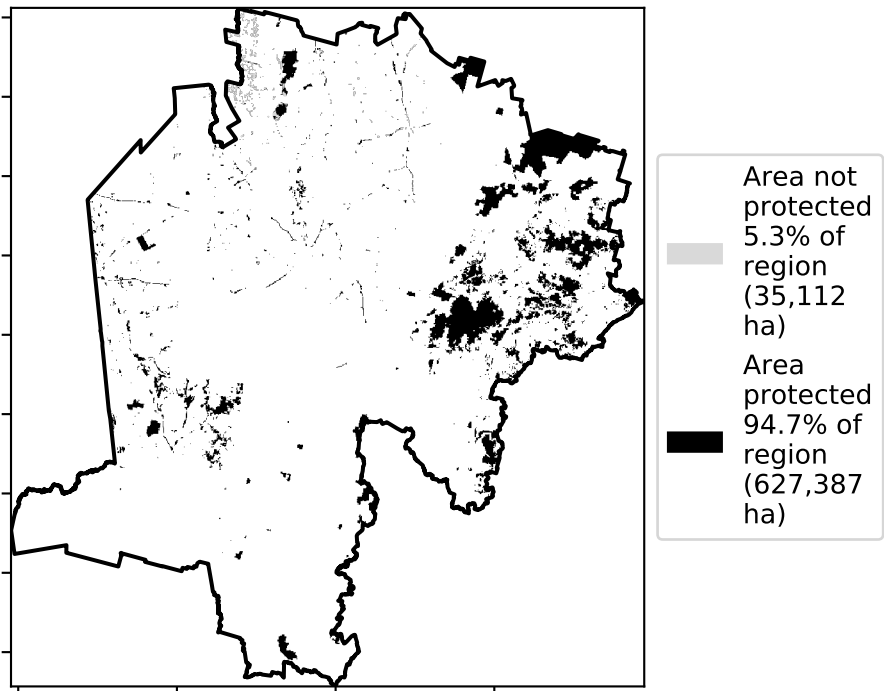 Area not
protected
5.3% of
region
(35,112
ha)
Area
protected
94.7% of
region
(627,387
ha)